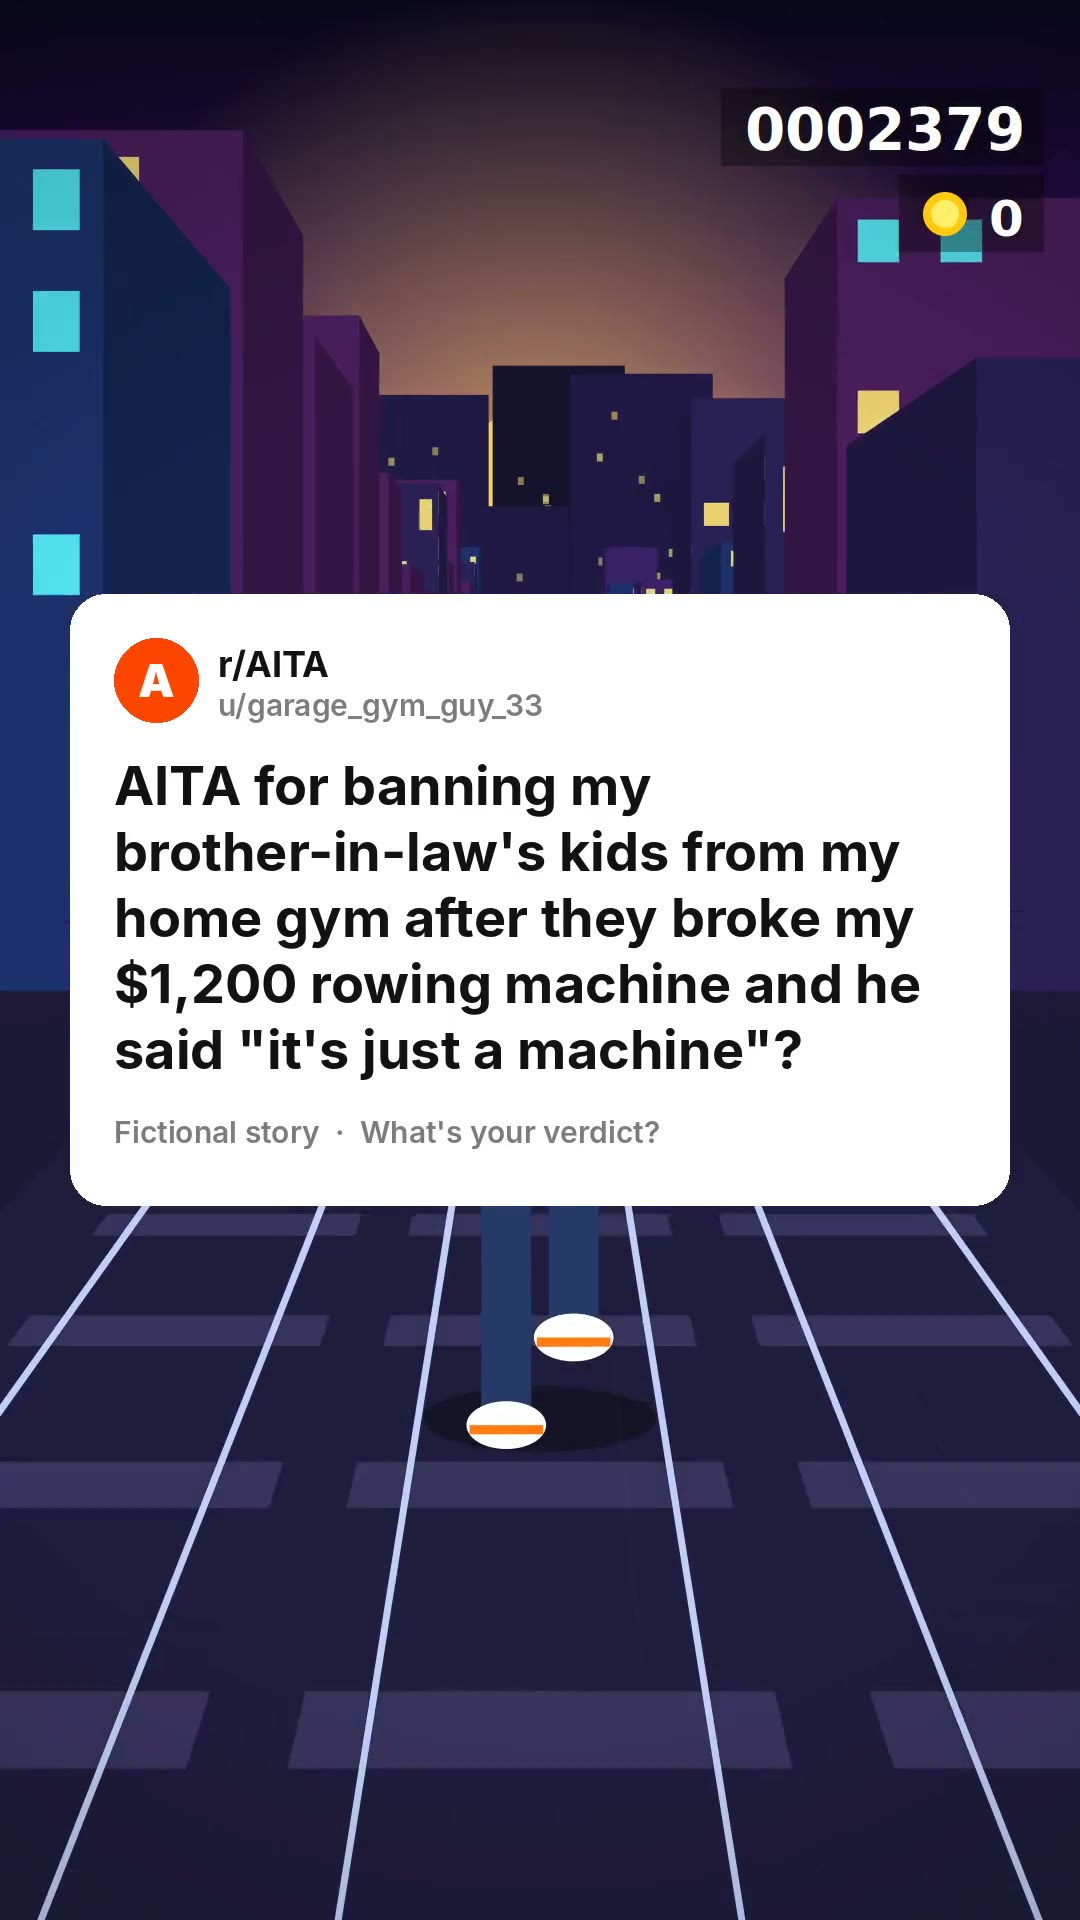 0002379
0
A
r/AITA
u/garage_gym_guy_33
AITA for banning my
brother-in-law's kids from my
home gym after they broke my
$1,200 rowing machine and he
said "it's just a machine"?
Fictional story · What's your verdict?